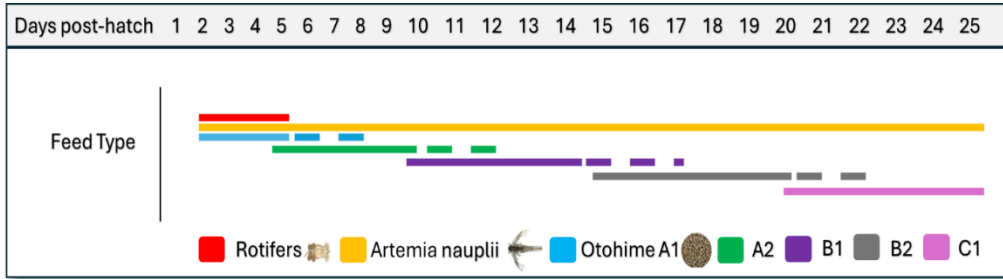 Days post-hatch 1 2 3 4 5 6 7 8 9 10 11 12 13 14 15 16 17 18 19 20 21 22 23 24 25
Feed Type
Rotifers Artemia nauplii Otohime A1 A2 B1 B2 C1